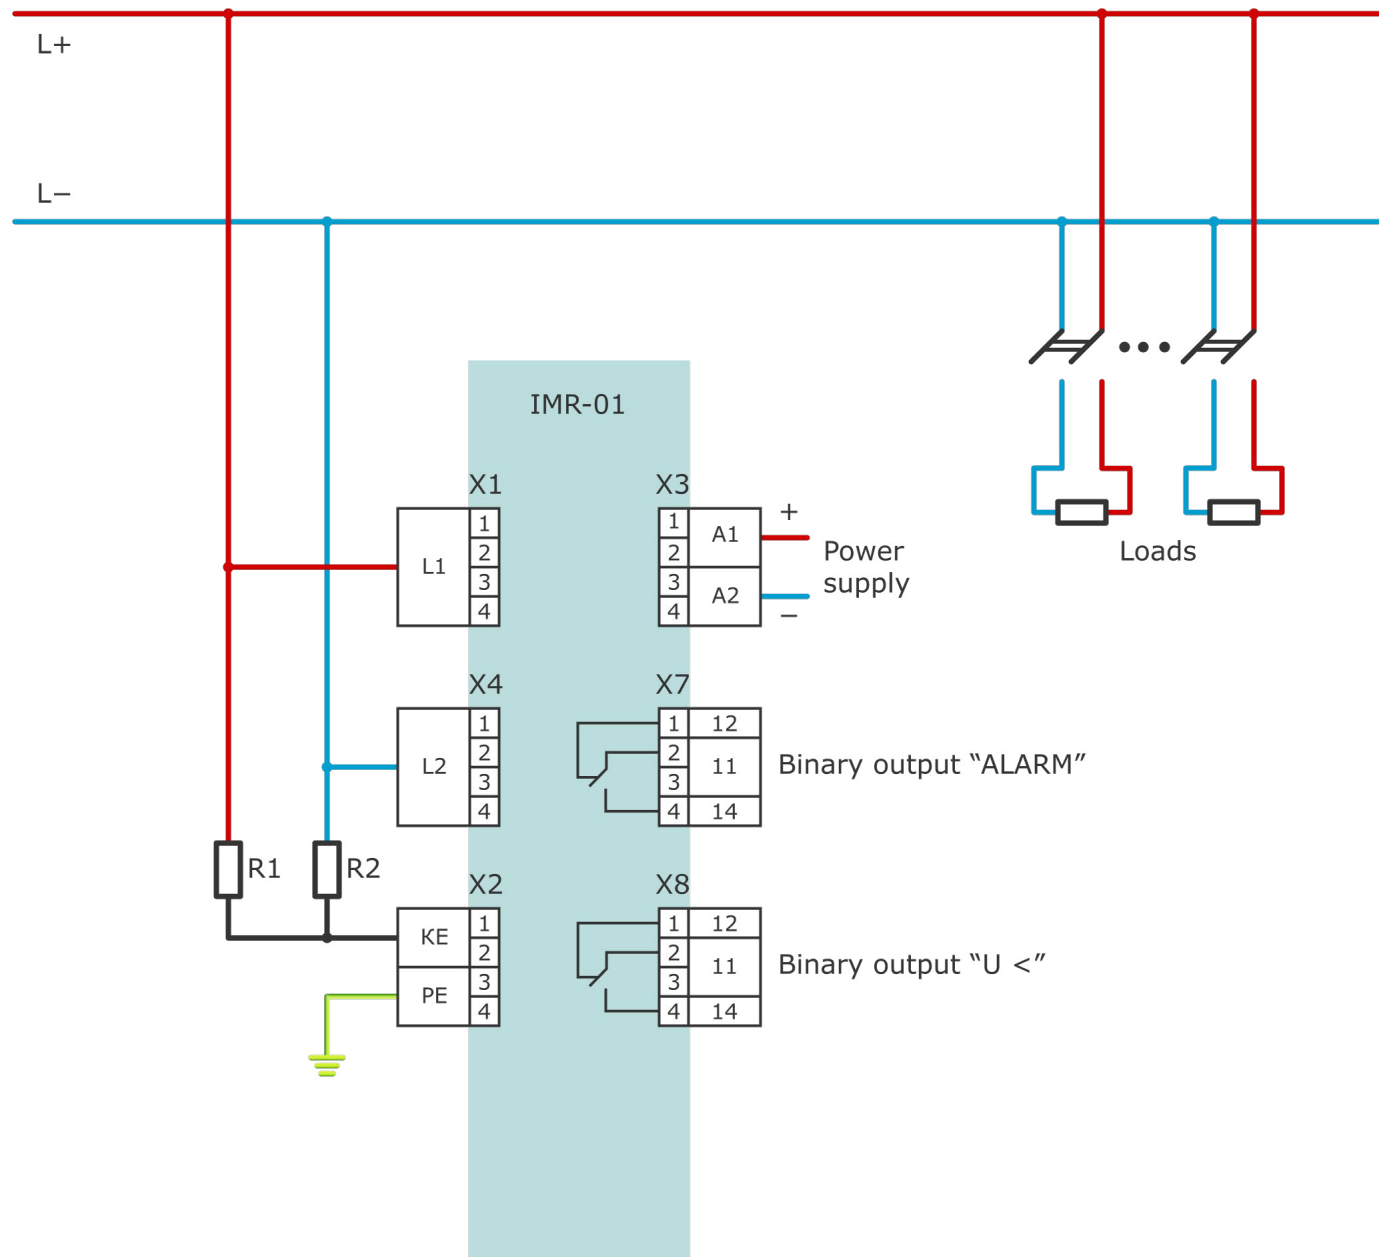 L+
L−
IMR-01
X1
L1
1
2
3
4
X3
1
2
3
4
A1
A2
+
−
Power
supply
Loads
X4
L2
1
2
3
4
X7
1
2
3
4
12
11
14
Binary output “ALARM”
R1
R2
X2
KE
PE
1
2
3
4
X8
1
2
3
4
12
11
14
Binary output “U <”